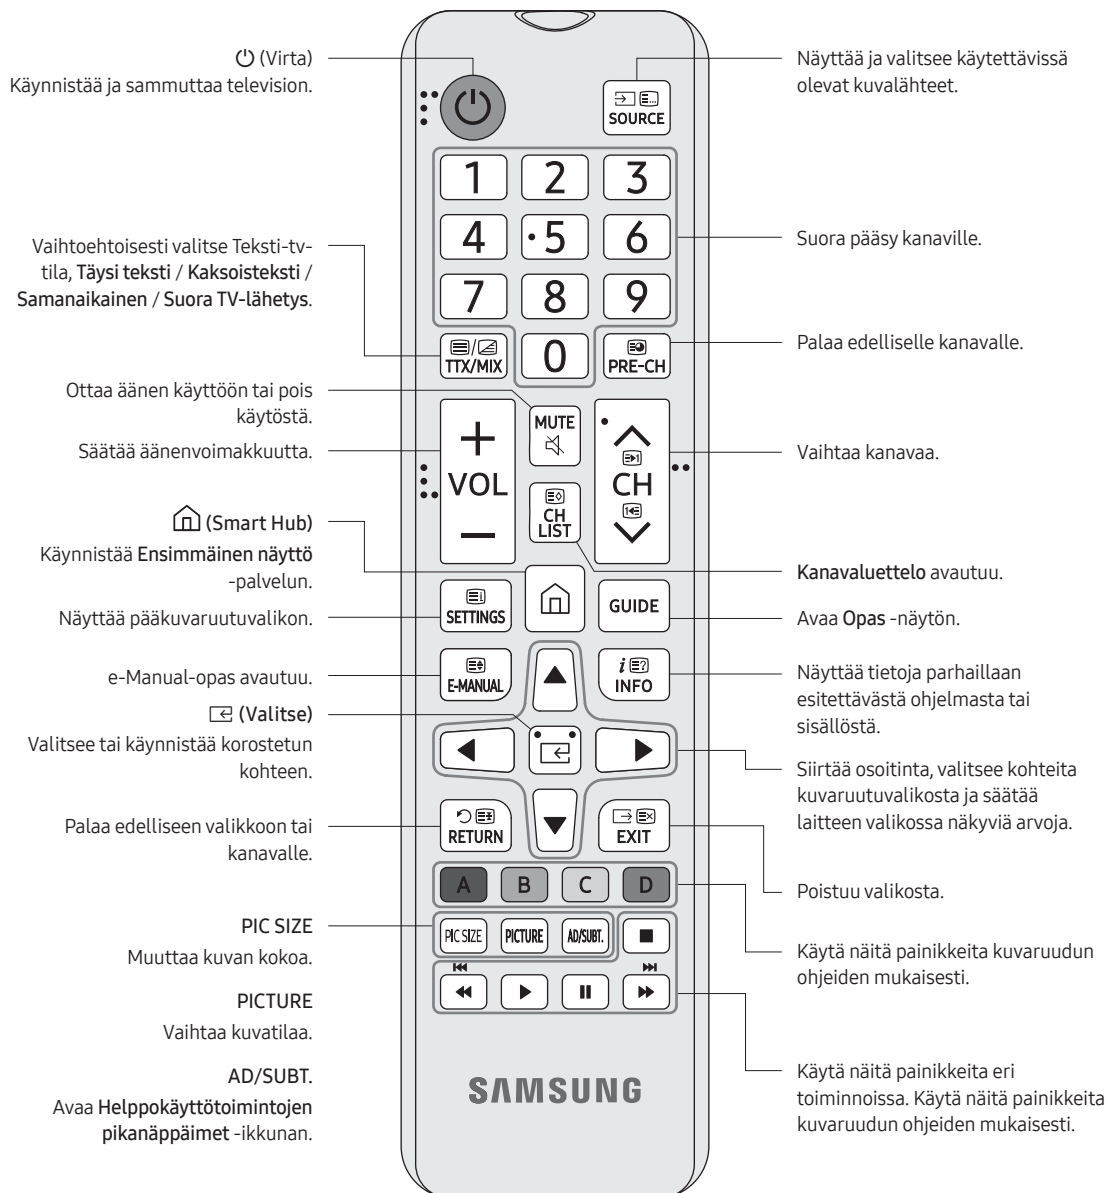 (Virta)
Käynnistää ja sammuttaa television.
Vaihtoehtoisesti valitse Teksti-tv-
tila, Täysi teksti / Kaksoisteksti /
Samanaikainen / Suora TV-lähetys.
Ottaa äänen käyttöön tai pois
käytöstä.
Säätää äänenvoimakkuutta.
(Smart Hub)
Käynnistää Ensimmäinen näyttö
-palvelun.
Näyttää pääkuvaruutuvalikon.
e-Manual-opas avautuu.
(Valitse)
Valitsee tai käynnistää korostetun
kohteen.
Palaa edelliseen valikkoon tai
kanavalle.
PIC SIZE
Muuttaa kuvan kokoa.
PICTURE
Vaihtaa kuvatilaa.
AD/SUBT.
Avaa Helppokäyttötoimintojen
pikanäppäimet -ikkunan.
SOURCE
1 2 3
4 5 6
7 8 9
TTX/MIX 0 PRE-CH
MUTE
VOL
CH
CH
LIST
SETTINGS
GUIDE
E-MANUAL
i
INFO
RETURN
EXIT
A B C D
PIC SIZE PICTURE AD/SUBT.
SAMSUNG
Näyttää ja valitsee käytettävissä
olevat kuvalähteet.
Suora pääsy kanaville.
Palaa edelliselle kanavalle.
Vaihtaa kanavaa.
Kanavaluettelo avautuu.
Avaa Opas -näytön.
Näyttää tietoja parhaillaan
esitettävästä ohjelmasta tai
sisällöstä.
Siirtää osoitinta, valitsee kohteita
kuvaruutuvalikosta ja säätää
laitteen valikossa näkyviä arvoja.
Poistuu valikosta.
Käytä näitä painikkeita kuvaruudun
ohjeiden mukaisesti.
Käytä näitä painikkeita eri
toiminnoissa. Käytä näitä painikkeita
kuvaruudun ohjeiden mukaisesti.